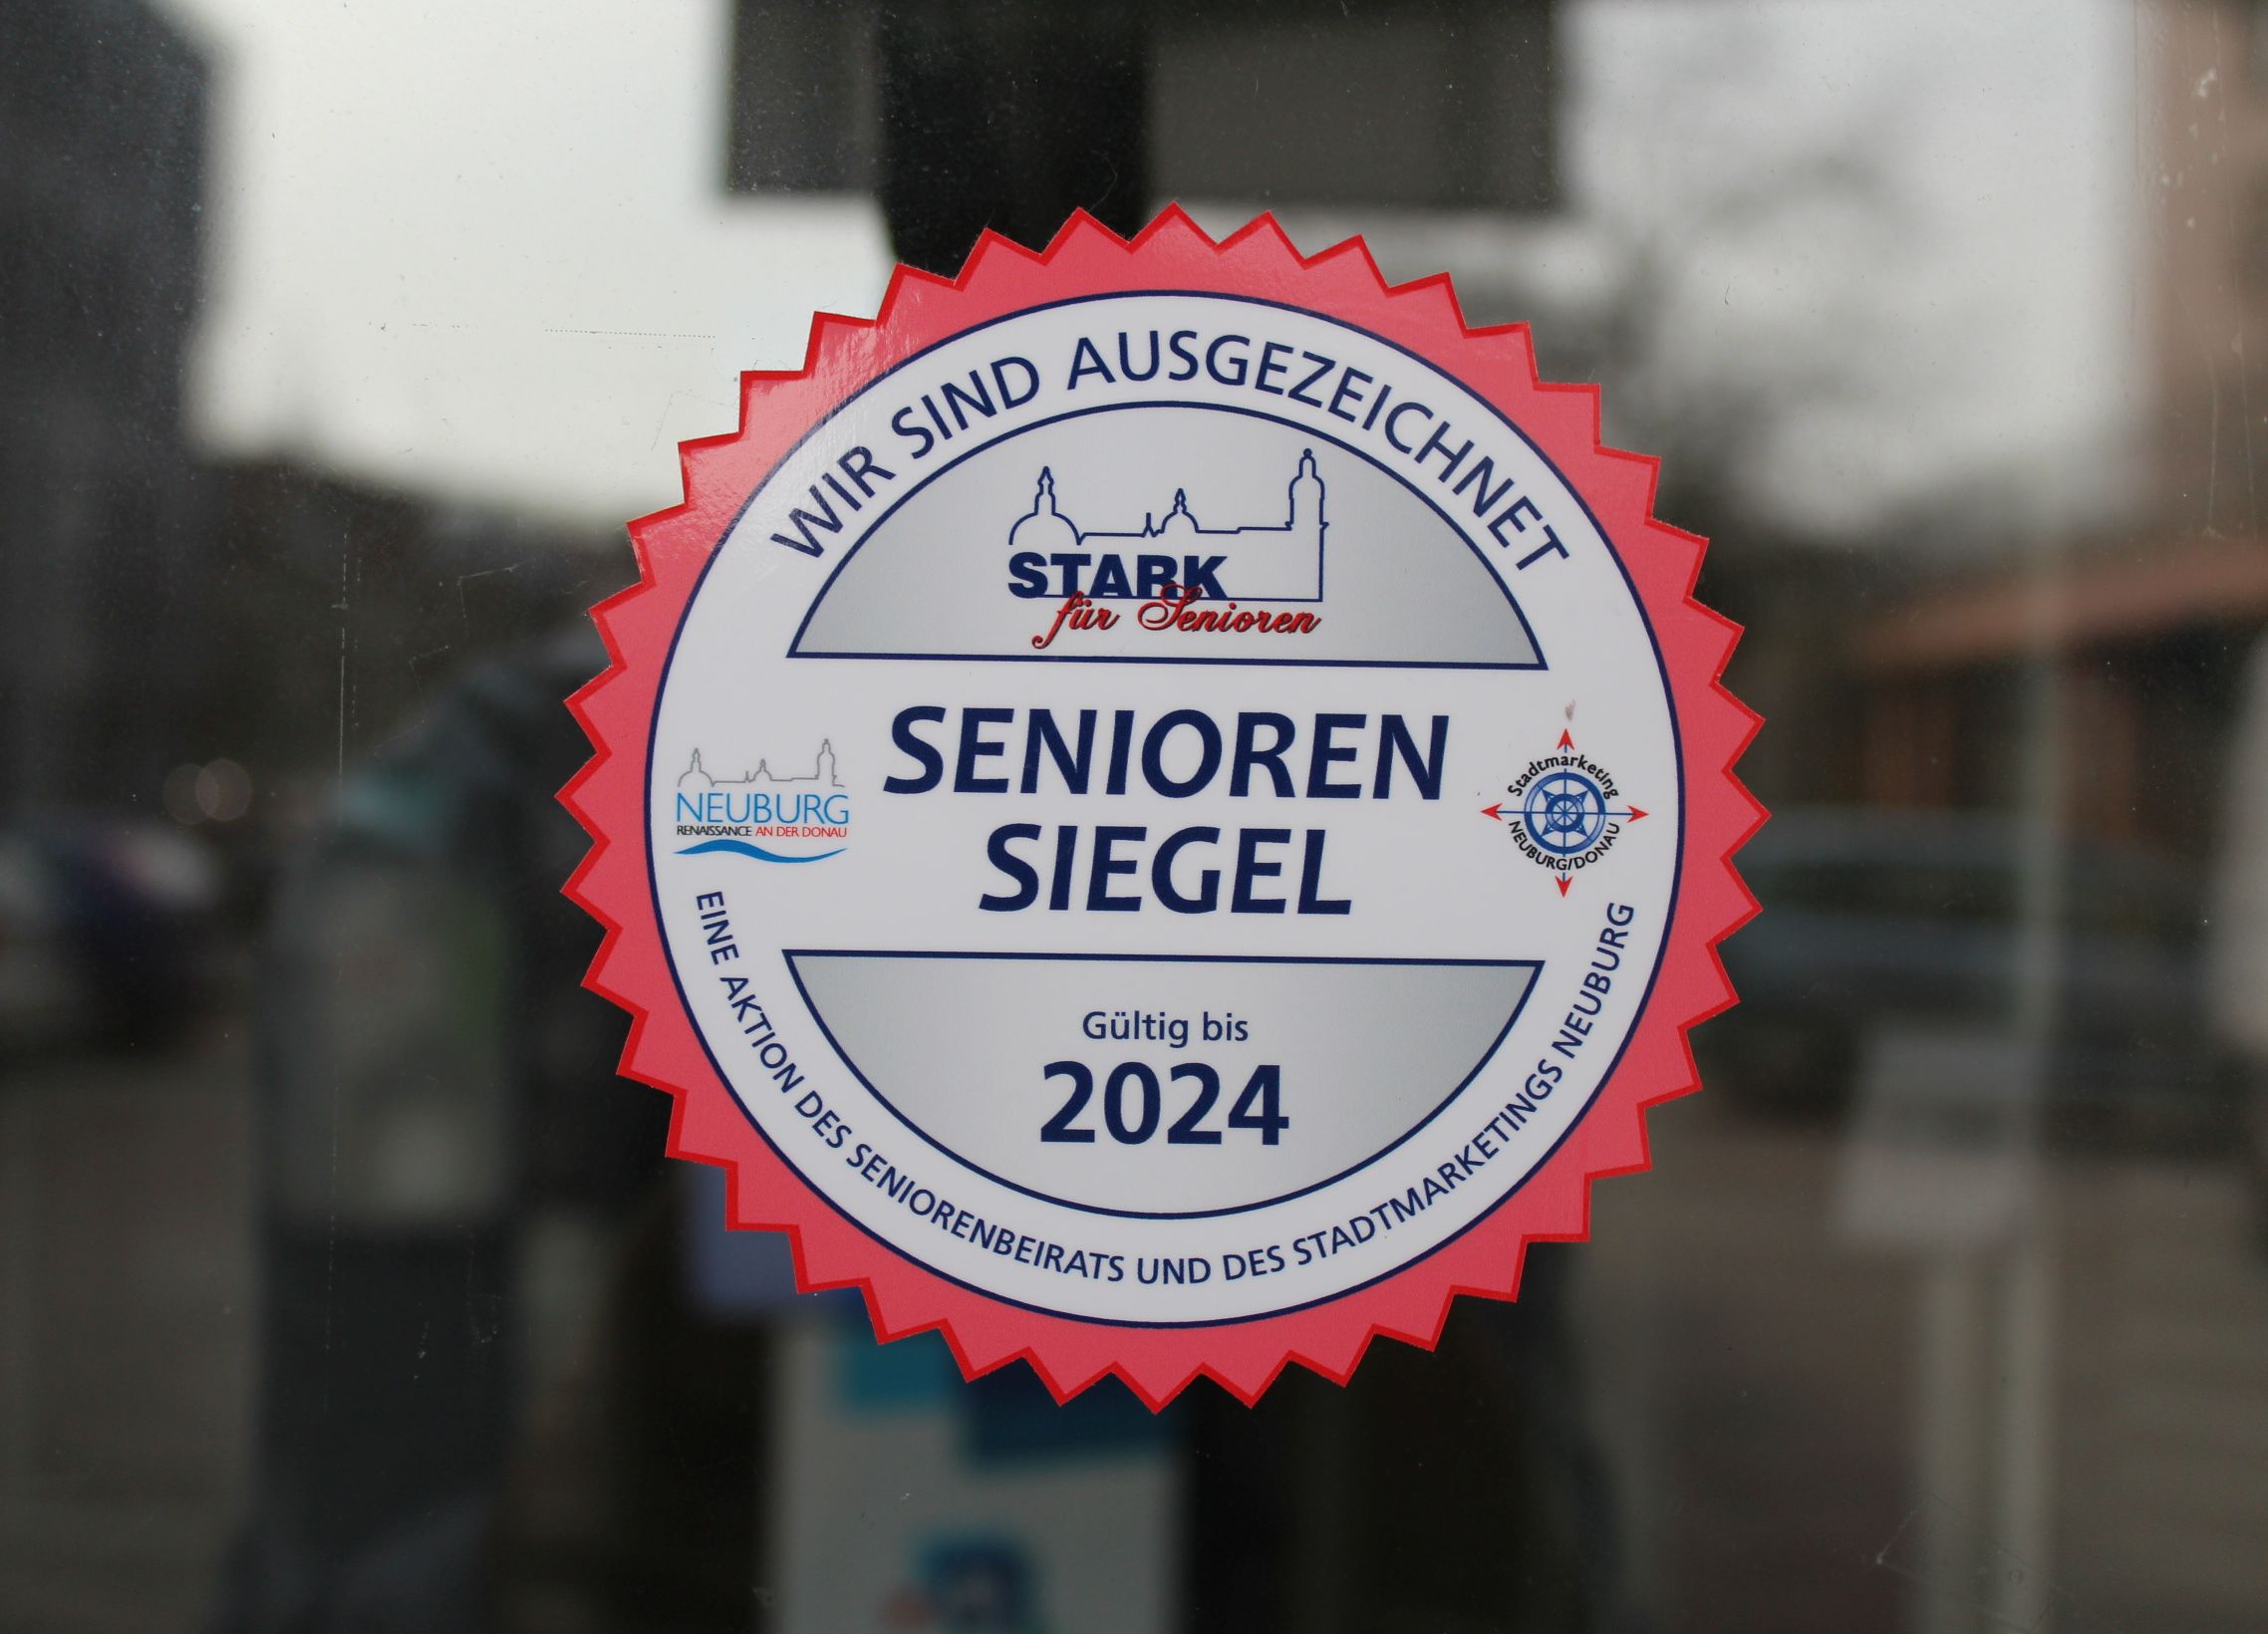 WIR SIND AUSGEZEICHNET
STARK
für Senioren
SENIOREN
SIEGEL
NEUBURG
RENAISSANCE AN DER DONAU
Stadtmarketing
NEUBURG/DONAU
Gültig bis
2024
EINE AKTION DES SENIORENBEIRATS UND DES STADTMARKETINGS NEUBURG